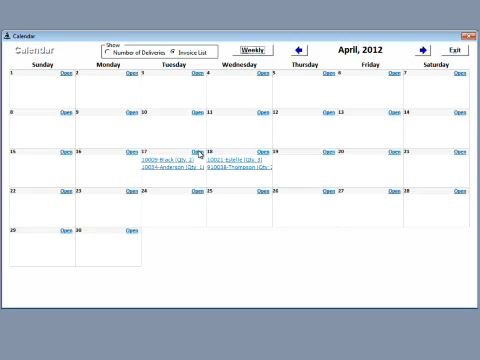 Calendar
Calendar
Show
Number of Deliveries
Invoice List
Weekly
April, 2012
Exit
Sunday Monday Tuesday Wednesday Thursday Friday Saturday
1 Open 2 Open 3 Open 4 Open 5 Open 6 Open 7 Open
8 Open 9 Open 10 Open 11 Open 12 Open 13 Open 14 Open
15 Open 16 Open 17 Open 18 Open 19 Open 20 Open 21 Open
10009-Black (Qty. 2) 10021-Estelle (Qty. 3)
10034-Anderson (Qty. 1) 910038-Thompson (Qty. 2
22 Open 23 Open 24 Open 25 Open 26 Open 27 Open 28 Open
29 Open 30 Open